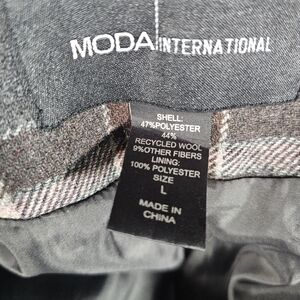 MODA INTERNATIONAL
SHELL:
47%POLYESTER
44%
RECYCLED WOOL
9%OTHER FIBERS
LINING:
100% POLYESTER
SIZE
L
MADE IN
CHINA